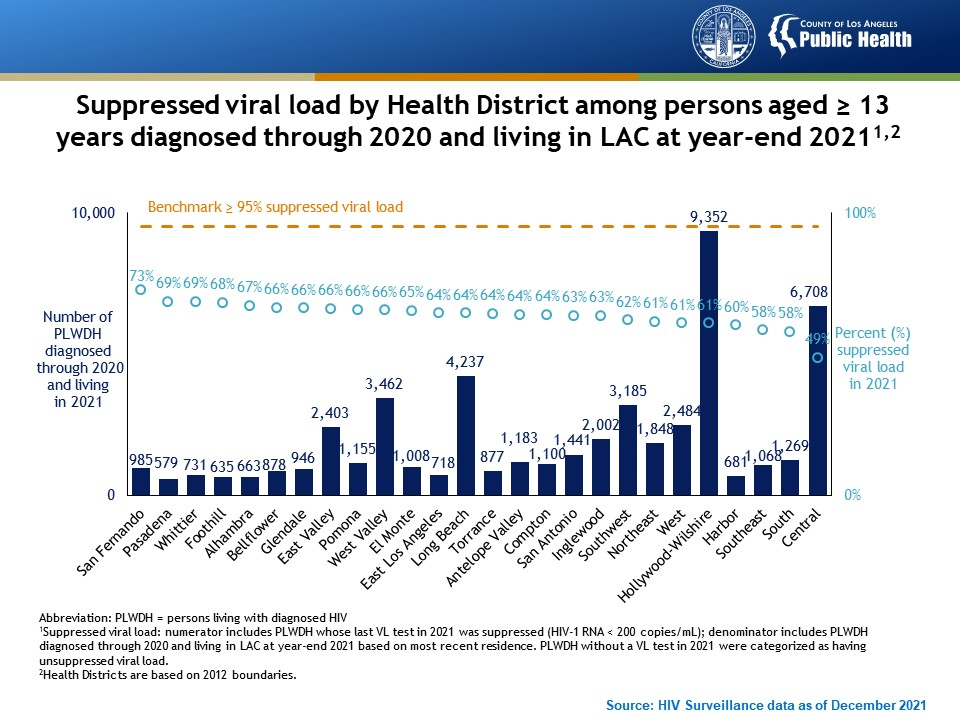 COUNTY OF LOS ANGELES
Public Health
Suppressed viral load by Health District among persons aged ≥ 13
years diagnosed through 2020 and living in LAC at year-end 2021¹,²
Benchmark ≥ 95% suppressed viral load
10,000
0
100%
0%
Number of
PLWDH
diagnosed
through 2020
and living
in 2021
Percent (%)
suppressed
viral load
in 2021
73% 69% 69% 68% 67% 66% 66% 66% 66% 66% 65% 64% 64% 64% 64% 64% 63% 63% 62% 61% 61% 61% 60% 58% 58% 49%
985 579 731 635 663 878 946 2,403 1,155 3,462 1,008 718 4,237 877 1,183 1,100 1,441 2,002 3,185 1,848 2,484 9,352 681 1,068 1,269 6,708
San Fernando
Pasadena
Whittier
Foothill
Alhambra
Bellflower
Glendale
East Valley
Pomona
West Valley
El Monte
East Los Angeles
Long Beach
Torrance
Antelope Valley
Compton
San Antonio
Inglewood
Southwest
Northeast
West
Hollywood-Wilshire
Harbor
Southeast
South
Central
Abbreviation: PLWDH = persons living with diagnosed HIV
¹Suppressed viral load: numerator includes PLWDH whose last VL test in 2021 was suppressed (HIV-1 RNA < 200 copies/mL); denominator includes PLWDH
diagnosed through 2020 and living in LAC at year-end 2021 based on most recent residence. PLWDH without a VL test in 2021 were categorized as having
unsuppressed viral load.
²Health Districts are based on 2012 boundaries.
Source: HIV Surveillance data as of December 2021